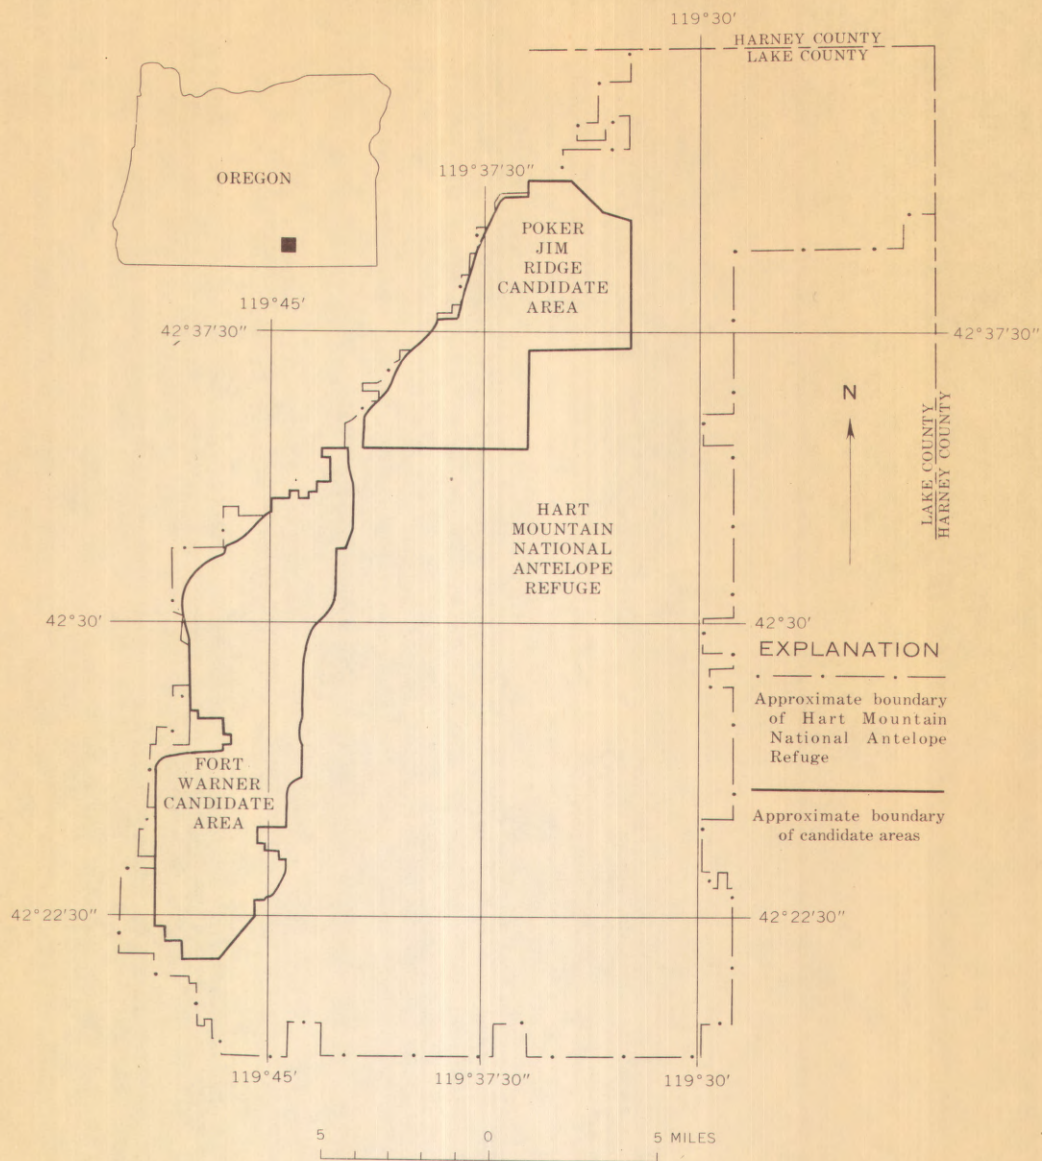 119°30'
HARNEY COUNTY
LAKE COUNTY
OREGON
119°37'30"
POKER
JIM
RIDGE
CANDIDATE
AREA
119°45'
42°37'30"
42°37'30"
N
LAKE COUNTY
HARNEY COUNTY
HART
MOUNTAIN
NATIONAL
ANTELOPE
REFUGE
42°30'
42°30'
EXPLANATION
Approximate boundary
of Hart Mountain
National Antelope
Refuge
Approximate boundary
of candidate areas
FORT
WARNER
CANDIDATE
AREA
42°22'30"
42°22'30"
119°45'
119°37'30"
119°30'
5 0 5 MILES